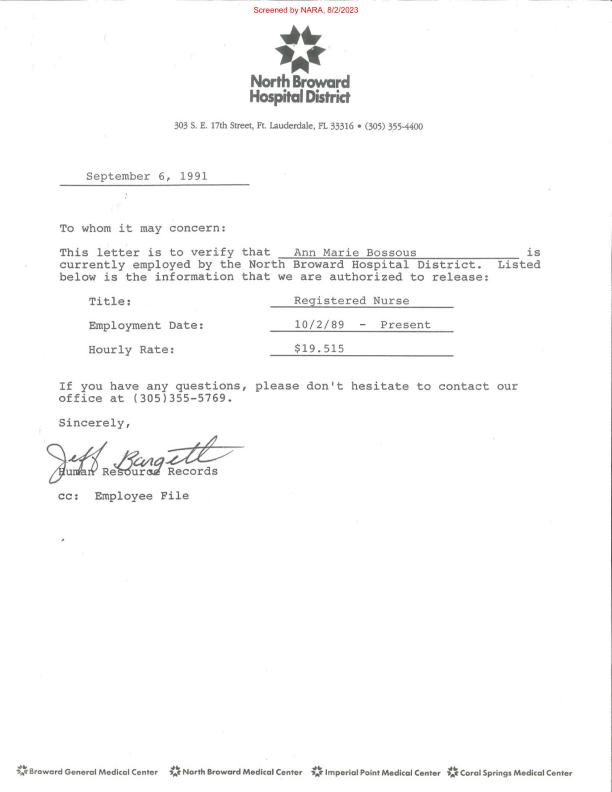 Screened by NARA, 8/2/2023
North Broward
Hospital District
303 S. E. 17th Street, Ft. Lauderdale, FL 33316 • (305) 355-4400
September 6, 1991
To whom it may concern:
This letter is to verify that Ann Marie Bossous is
currently employed by the North Broward Hospital District. Listed
below is the information that we are authorized to release:
Title: Registered Nurse
Employment Date: 10/2/89 - Present
Hourly Rate: $19.515
If you have any questions, please don't hesitate to contact our
office at (305)355-5769.
Sincerely,
Jeff Bargett
Human Resource Records
cc: Employee File
Broward General Medical Center North Broward Medical Center Imperial Point Medical Center Coral Springs Medical Center